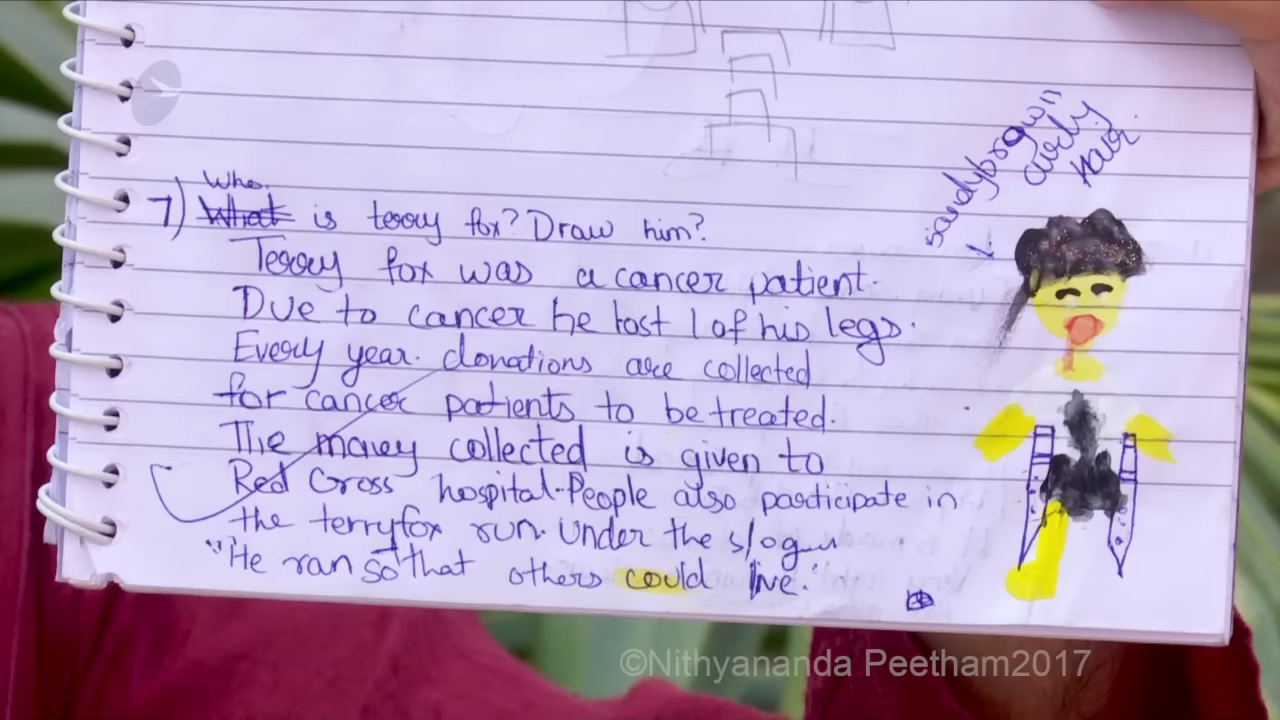 sandybrown
curly
Hair.
Who
7) What is terry fox? Draw him?
Terry fox was a cancer patient.
Due to cancer he lost 1 of his legs.
Every year. donations are collected
for cancer patients to be treated.
The money collected is given to
Red Cross hospital. People also participate in
the terryfox run. under the slogan
"He ran so that others could live."
©Nithyananda Peetham2017